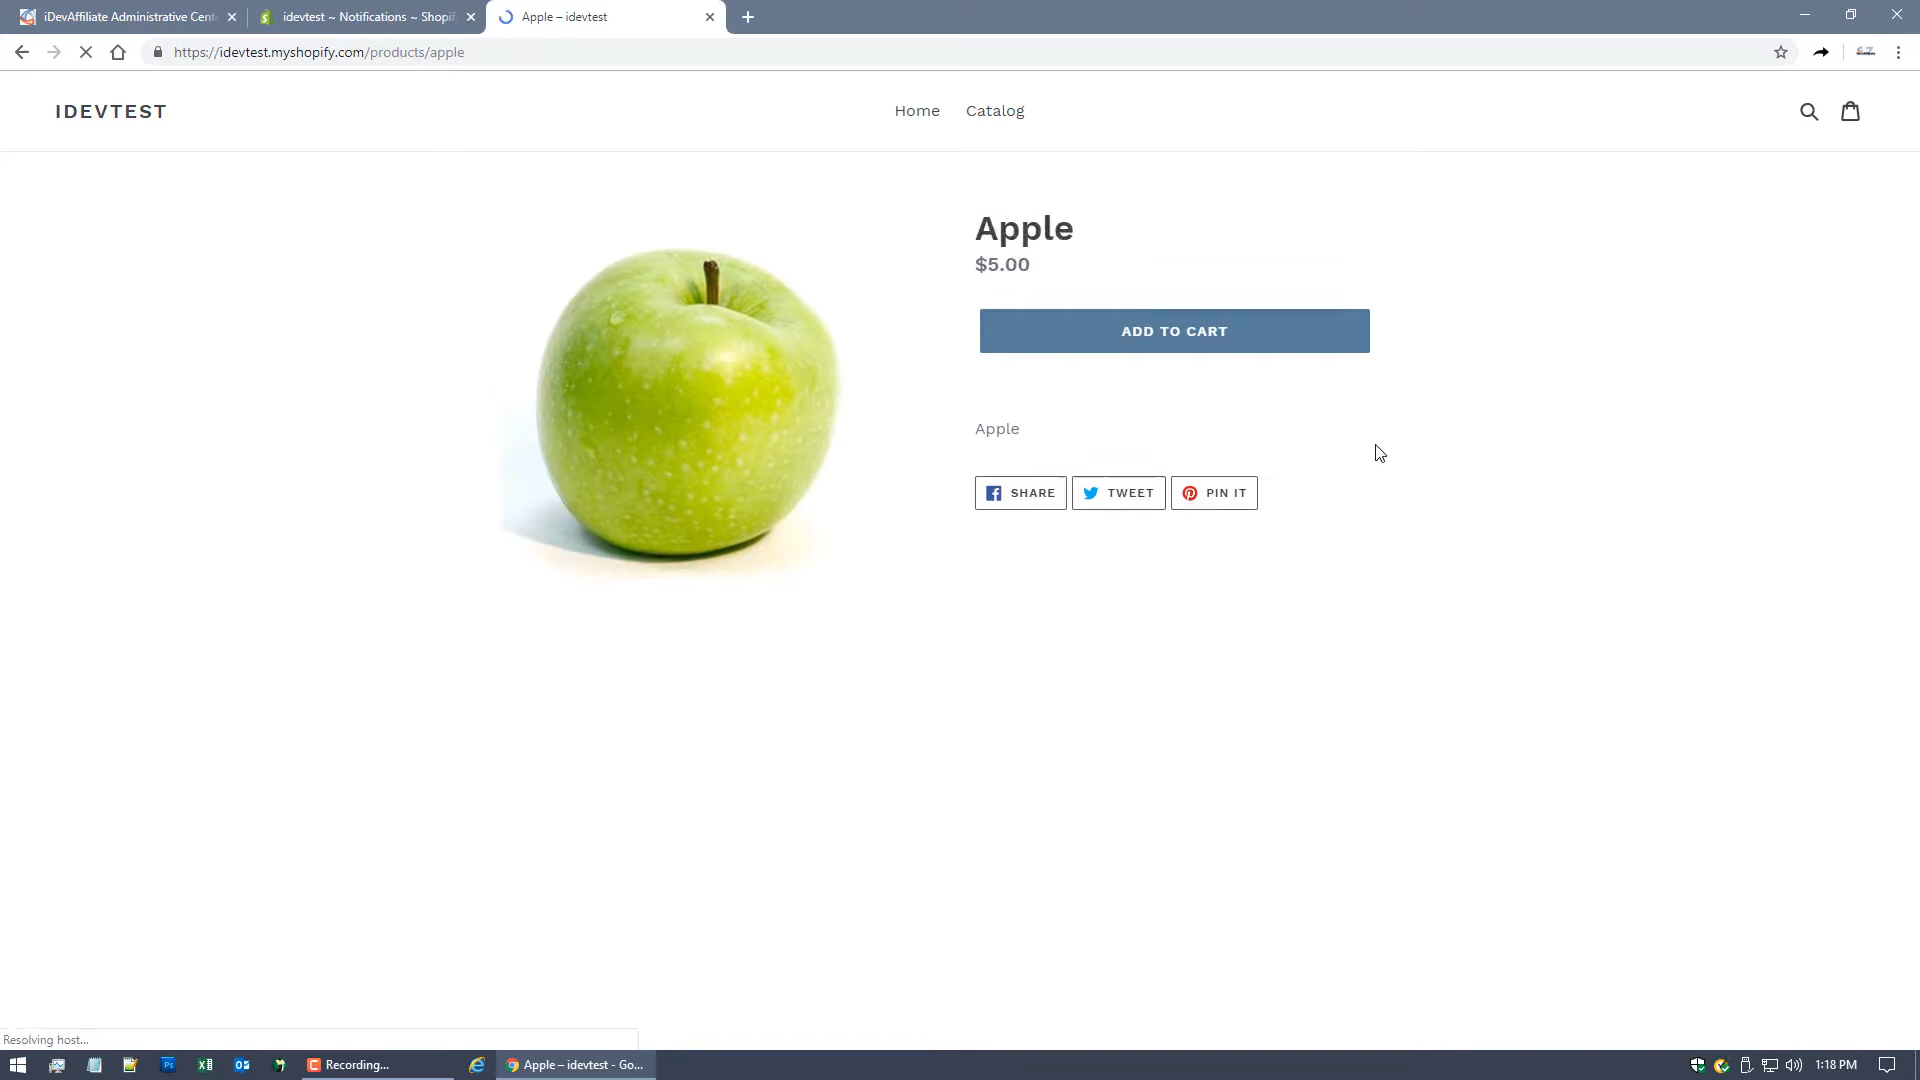 iDevAffiliate Administrative Cent
idevtest ~ Notifications ~ Shopif
Apple – idevtest
https://idevtest.myshopify.com/products/apple
IDEVTEST
Home
Catalog
Apple
$5.00
ADD TO CART
Apple
SHARE
TWEET
PIN IT
Resolving host...
Recording...
Apple – idevtest - Go...
1:18 PM